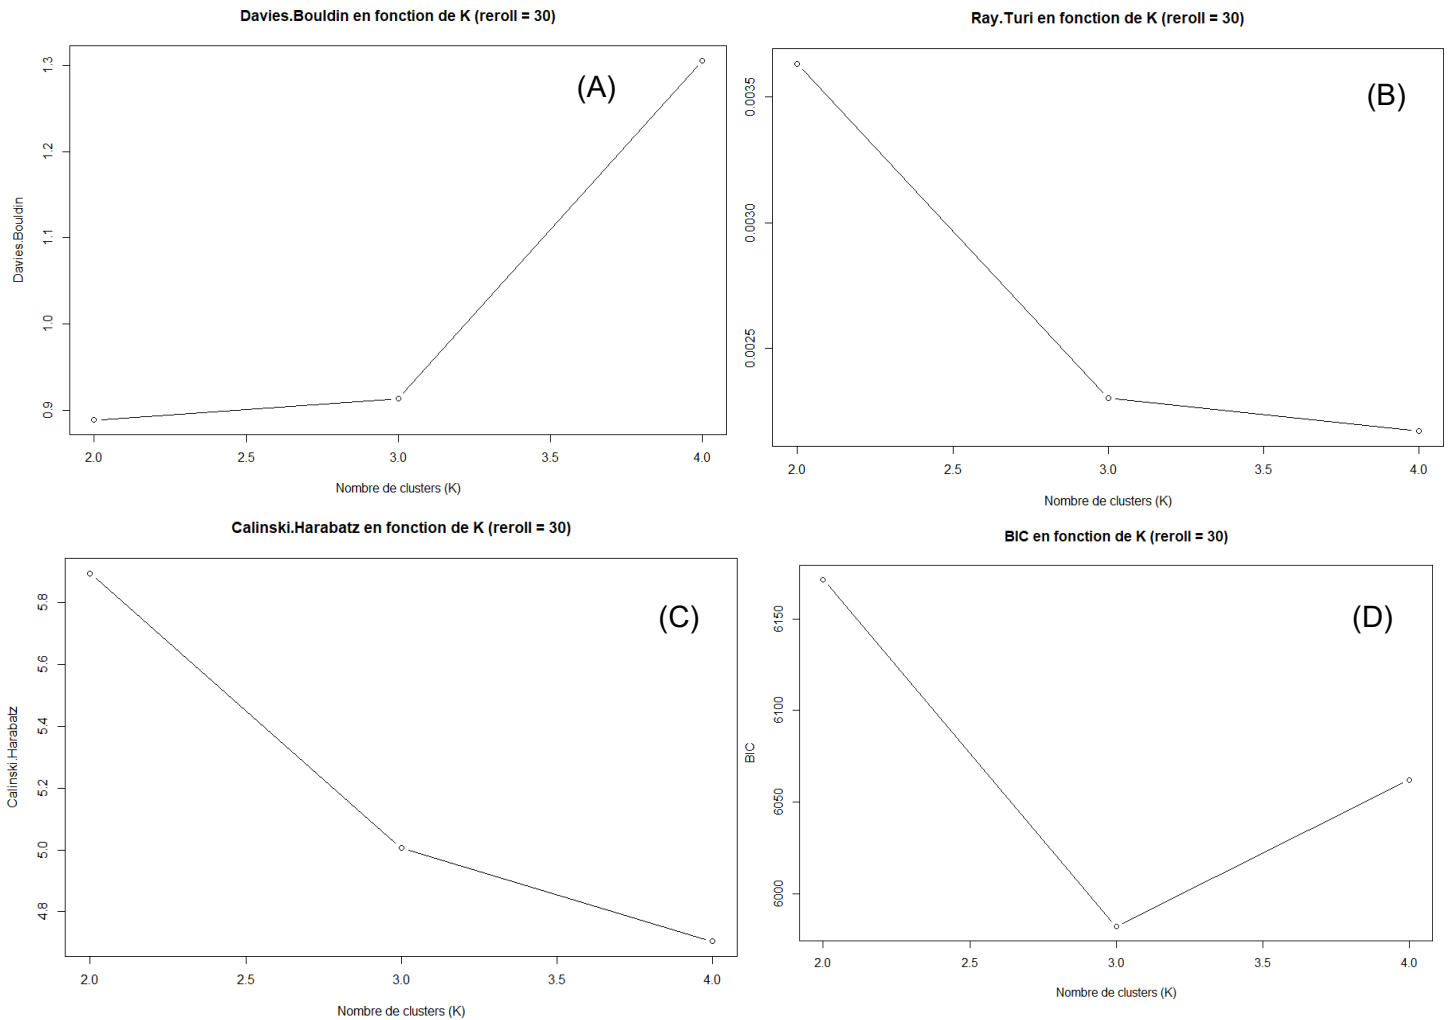 Davies.Bouldin en fonction de K (reroll = 30)
(A)
Davies.Bouldin
1.3
1.2
1.1
1.0
0.9
2.0 2.5 3.0 3.5 4.0
Nombre de clusters (K)
Ray.Turi en fonction de K (reroll = 30)
(B)
0.0035
0.0030
0.0025
2.0 2.5 3.0 3.5 4.0
Nombre de clusters (K)
Calinski.Harabatz en fonction de K (reroll = 30)
(C)
Calinski.Harabatz
5.8
5.6
5.4
5.2
5.0
4.8
2.0 2.5 3.0 3.5 4.0
Nombre de clusters (K)
BIC en fonction de K (reroll = 30)
(D)
BIC
6150
6100
6050
6000
2.0 2.5 3.0 3.5 4.0
Nombre de clusters (K)